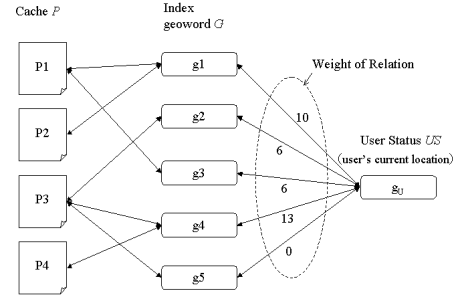 Cache P
Index
geoword G
Weight of Relation
P1
g1
g2
10
P2
6
User Status US
(user's current location)
g3
6
gU
P3
g4
13
0
P4
g5